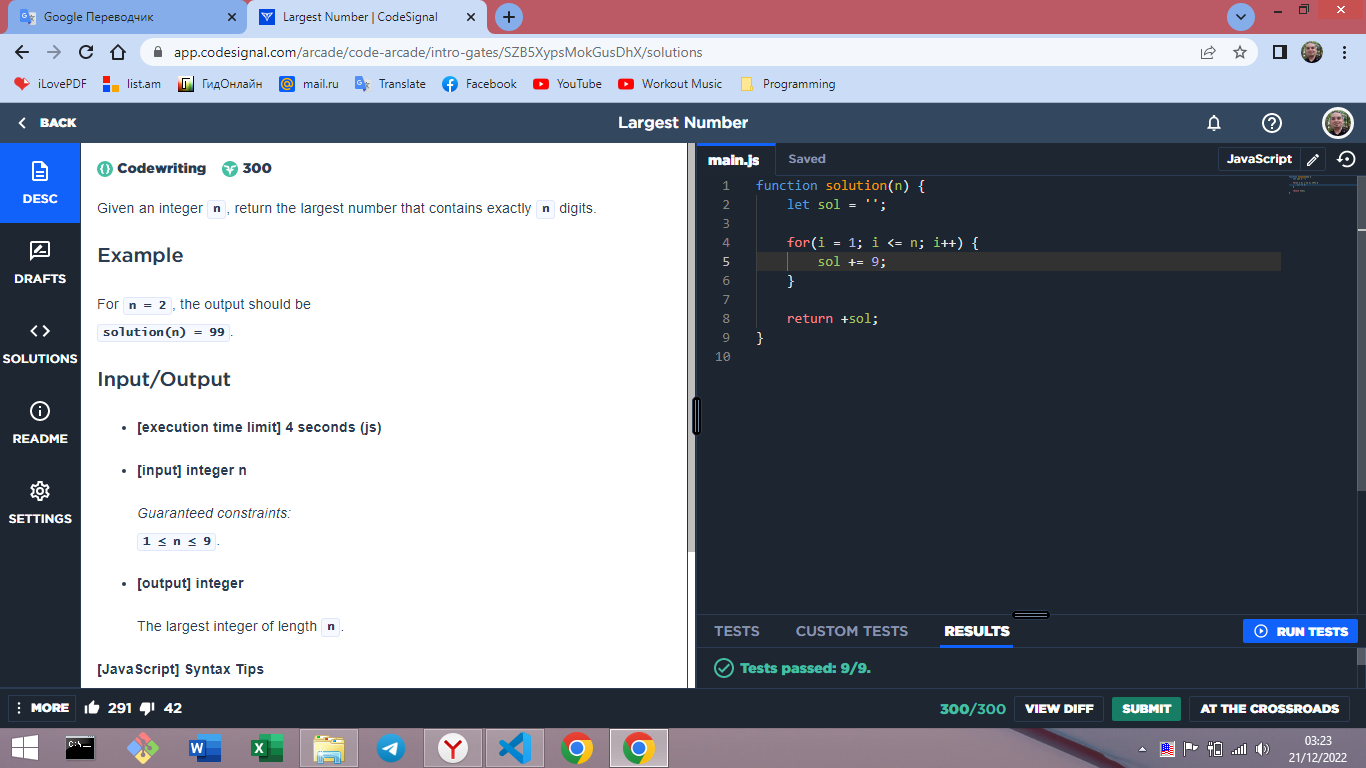 Google Переводчик
Largest Number | CodeSignal
app.codesignal.com/arcade/code-arcade/intro-gates/SZB5XypsMokGusDhX/solutions
iLovePDF list.am ГидОнлайн mail.ru Translate Facebook YouTube Workout Music Programming
BACK
Largest Number
DESC
DRAFTS
SOLUTIONS
README
SETTINGS
Codewriting 300
Given an integer n, return the largest number that contains exactly n digits.
Example
For n = 2, the output should be
solution(n) = 99.
Input/Output
• [execution time limit] 4 seconds (js)
• [input] integer n
Guaranteed constraints:
1 ≤ n ≤ 9.
• [output] integer
The largest integer of length n.
[JavaScript] Syntax Tips
main.js Saved JavaScript
1 function solution(n) {
2 let sol = '';
3
4 for(i = 1; i <= n; i++) {
5 sol += 9;
6 }
7
8 return +sol;
9 }
10
TESTS CUSTOM TESTS RESULTS RUN TESTS
Tests passed: 9/9.
MORE 291 42
300/300 VIEW DIFF SUBMIT AT THE CROSSROADS
03:23
21/12/2022